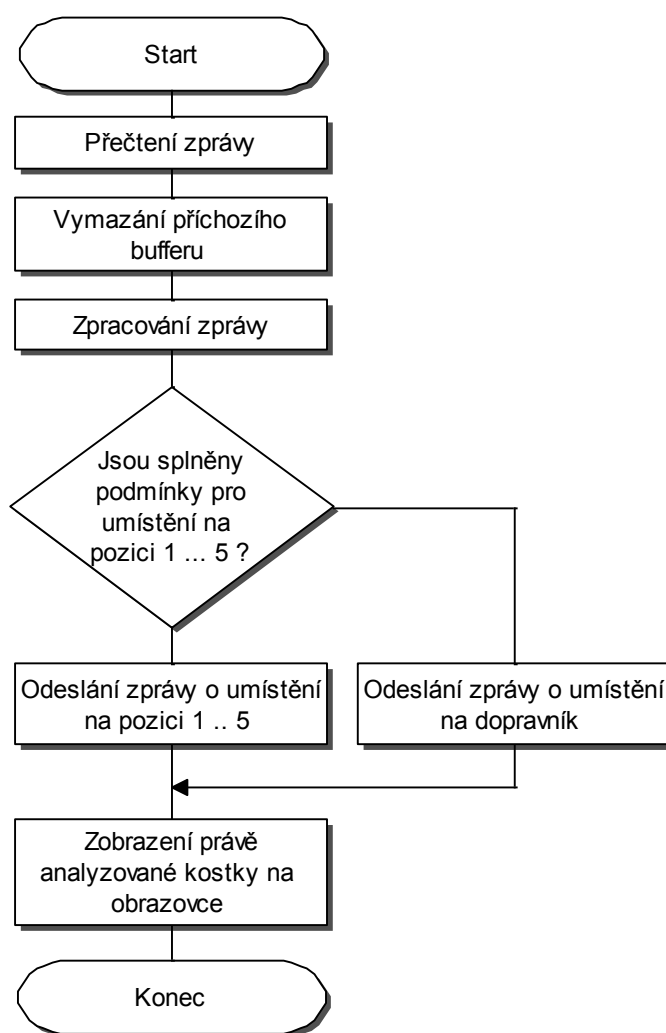 Start
Přečtení zprávy
Vymazání příchozího
bufferu
Zpracování zprávy
Jsou splněny
podmínky pro
umístění na
pozici 1 ... 5 ?
Odeslání zprávy o umístění
na pozici 1 .. 5
Odeslání zprávy o umístění
na dopravník
Zobrazení právě
analyzované kostky na
obrazovce
Konec